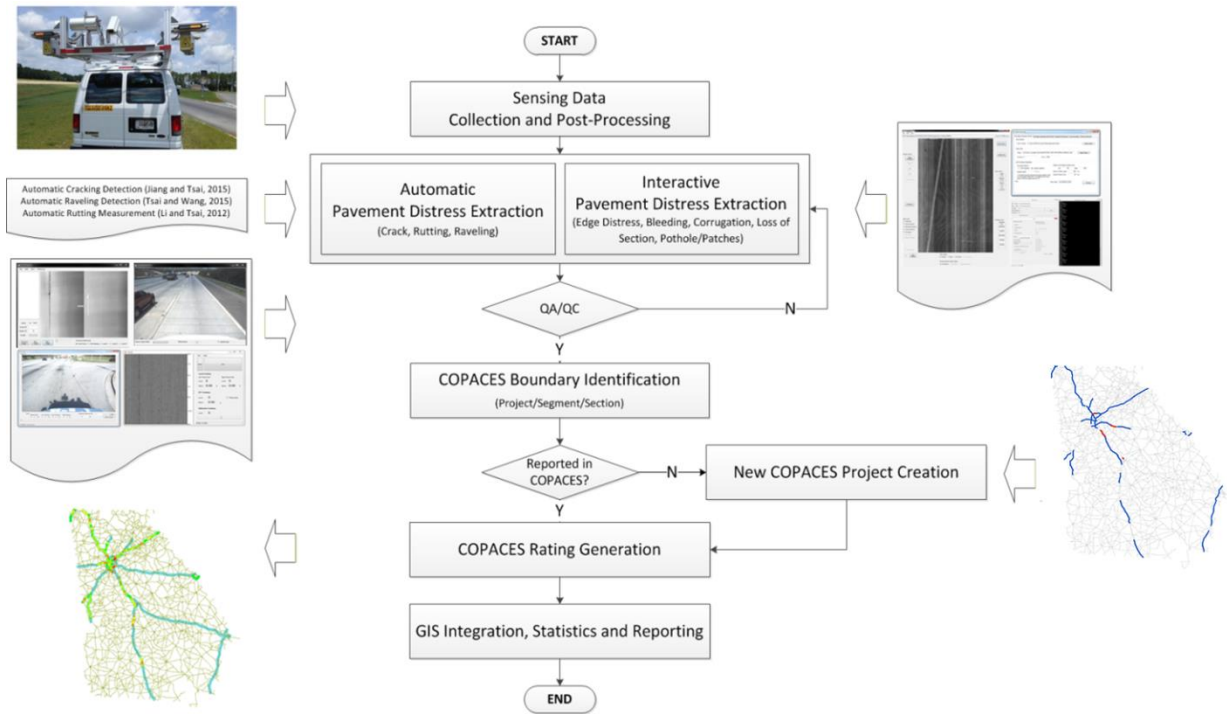 START
Sensing Data
Collection and Post-Processing
Automatic Cracking Detection (Jiang and Tsai, 2015)
Automatic Raveling Detection (Tsai and Wang, 2015)
Automatic Rutting Measurement (Li and Tsai, 2012)
Automatic
Pavement Distress Extraction
(Crack, Rutting, Raveling)
Interactive
Pavement Distress Extraction
(Edge Distress, Bleeding, Corrugation, Loss of
Section, Pothole/Patches)
QA/QC
N
Y
COPACES Boundary Identification
(Project/Segment/Section)
Reported in
COPACES?
N
New COPACES Project Creation
Y
COPACES Rating Generation
GIS Integration, Statistics and Reporting
END